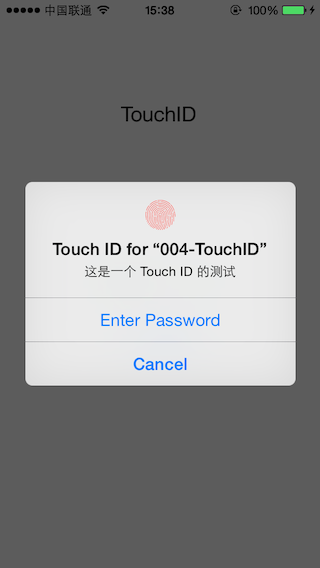 中国联通 15:38 100%
TouchID
Touch ID for “004-TouchID”
这是一个 Touch ID 的测试
Enter Password
Cancel